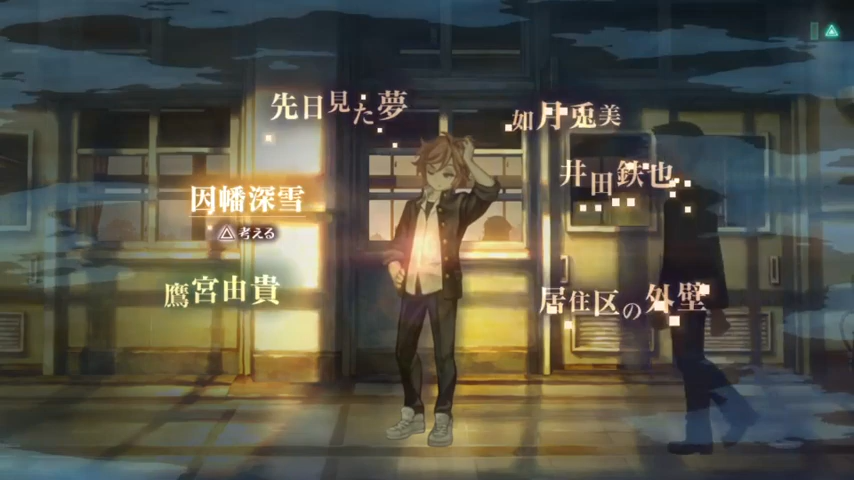 先日見た夢
如月兎美
因幡深雪
考える
井田鉄也
鷹宮由貴
居住区の外壁